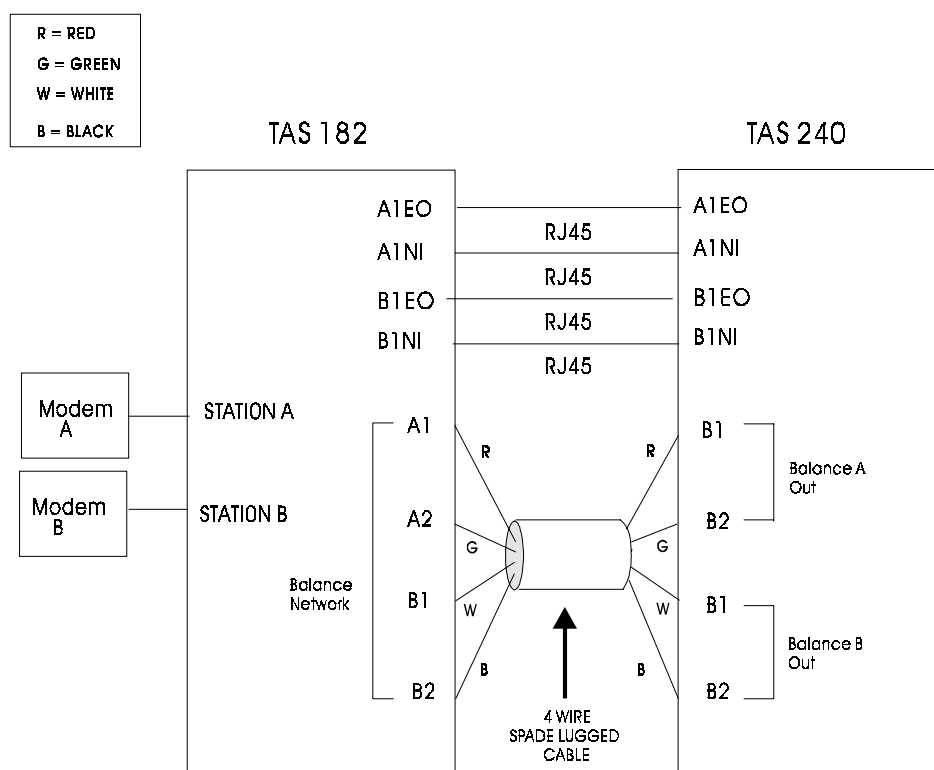 R = RED
G = GREEN
W = WHITE
B = BLACK
TAS 182
TAS 240
A1EO
A1EO
RJ45
A1NI
A1NI
RJ45
B1EO
B1EO
RJ45
B1NI
B1NI
RJ45
Modem
A
STATION A
Modem
B
STATION B
Balance
Network
A1
R
A2
G
B1
W
B2
B
R
B1
G
B2
W
B1
B
B2
Balance A
Out
Balance B
Out
4 WIRE
SPADE LUGGED
CABLE